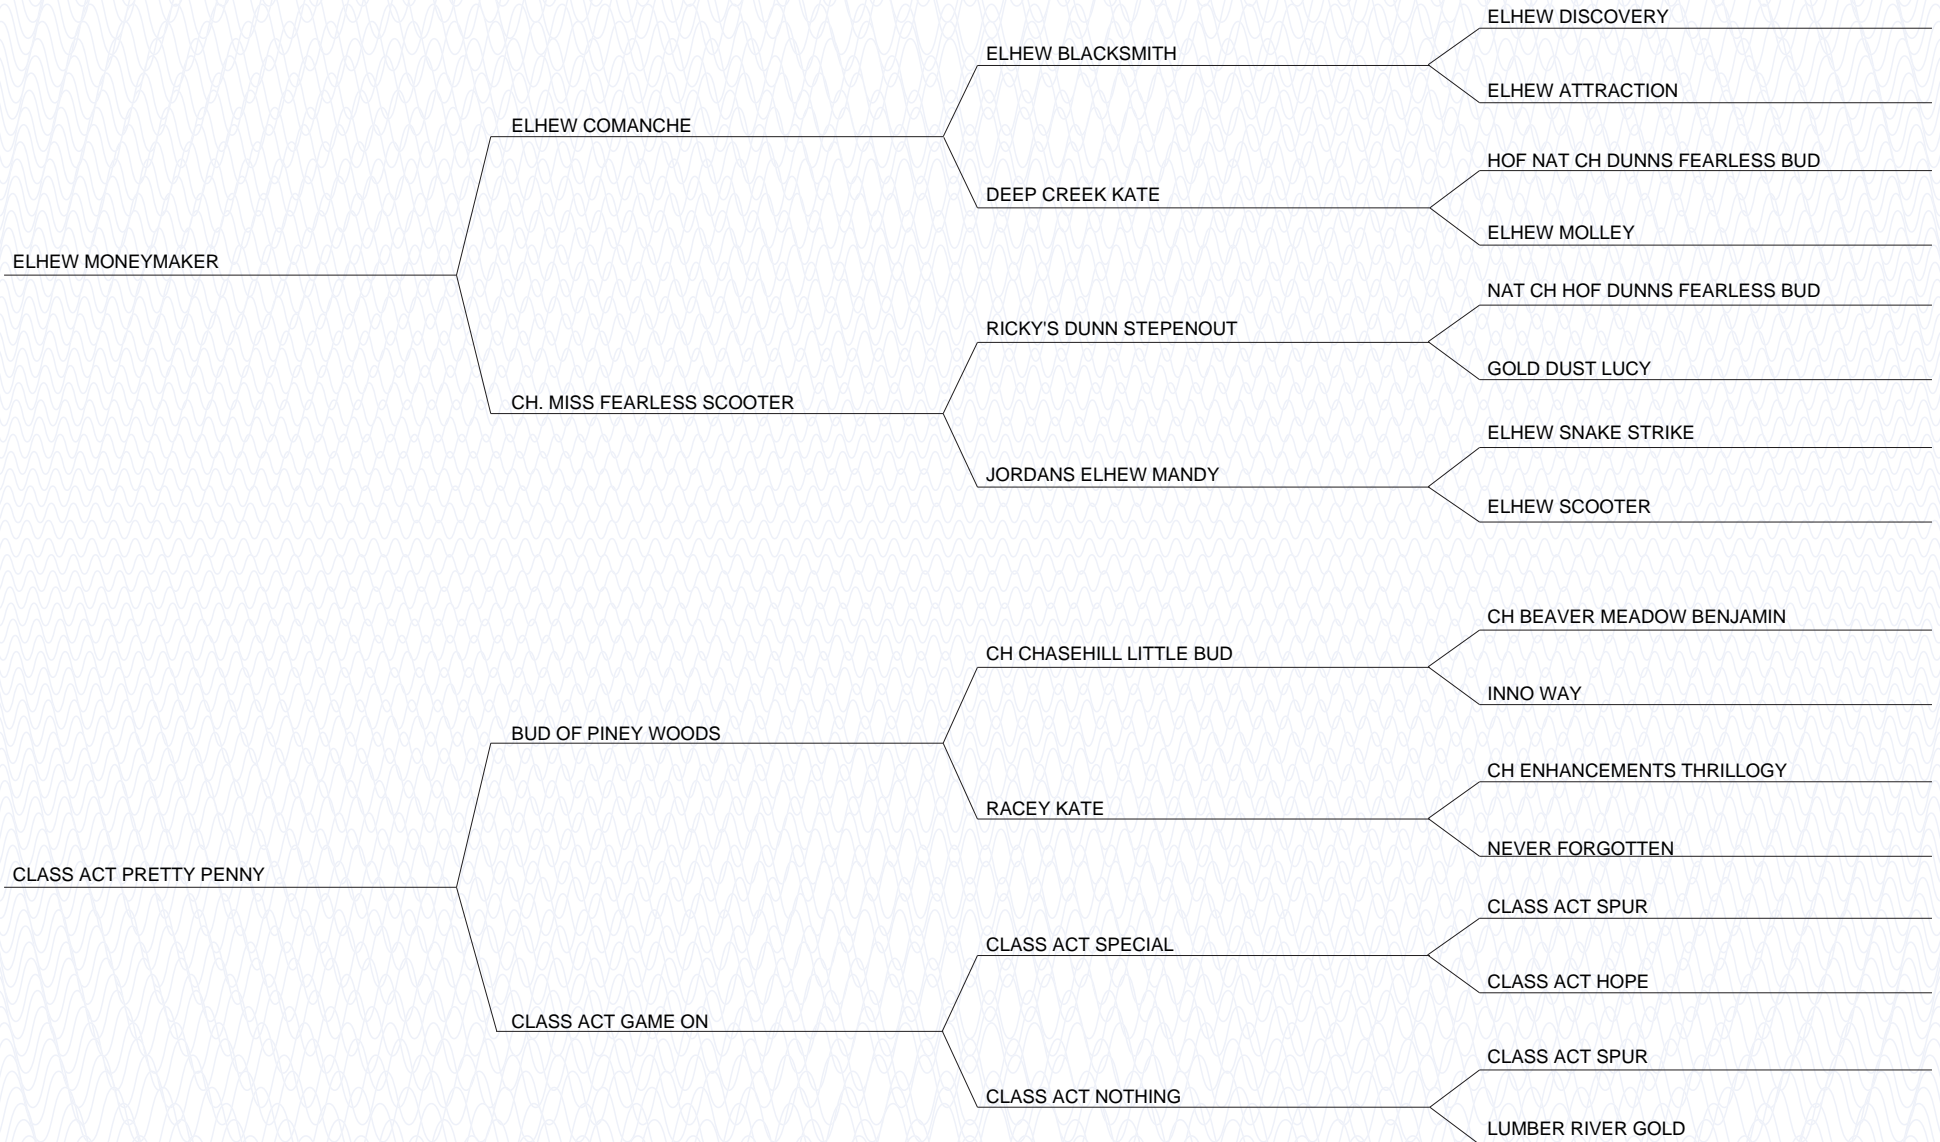 ELHEW DISCOVERY
ELHEW BLACKSMITH
ELHEW ATTRACTION
ELHEW COMANCHE
HOF NAT CH DUNNS FEARLESS BUD
DEEP CREEK KATE
ELHEW MOLLEY
ELHEW MONEYMAKER
NAT CH HOF DUNNS FEARLESS BUD
RICKY'S DUNN STEPENOUT
GOLD DUST LUCY
CH. MISS FEARLESS SCOOTER
ELHEW SNAKE STRIKE
JORDANS ELHEW MANDY
ELHEW SCOOTER
CH BEAVER MEADOW BENJAMIN
CH CHASEHILL LITTLE BUD
INNO WAY
BUD OF PINEY WOODS
CH ENHANCEMENTS THRILLOGY
RACEY KATE
NEVER FORGOTTEN
CLASS ACT PRETTY PENNY
CLASS ACT SPUR
CLASS ACT SPECIAL
CLASS ACT HOPE
CLASS ACT GAME ON
CLASS ACT SPUR
CLASS ACT NOTHING
LUMBER RIVER GOLD